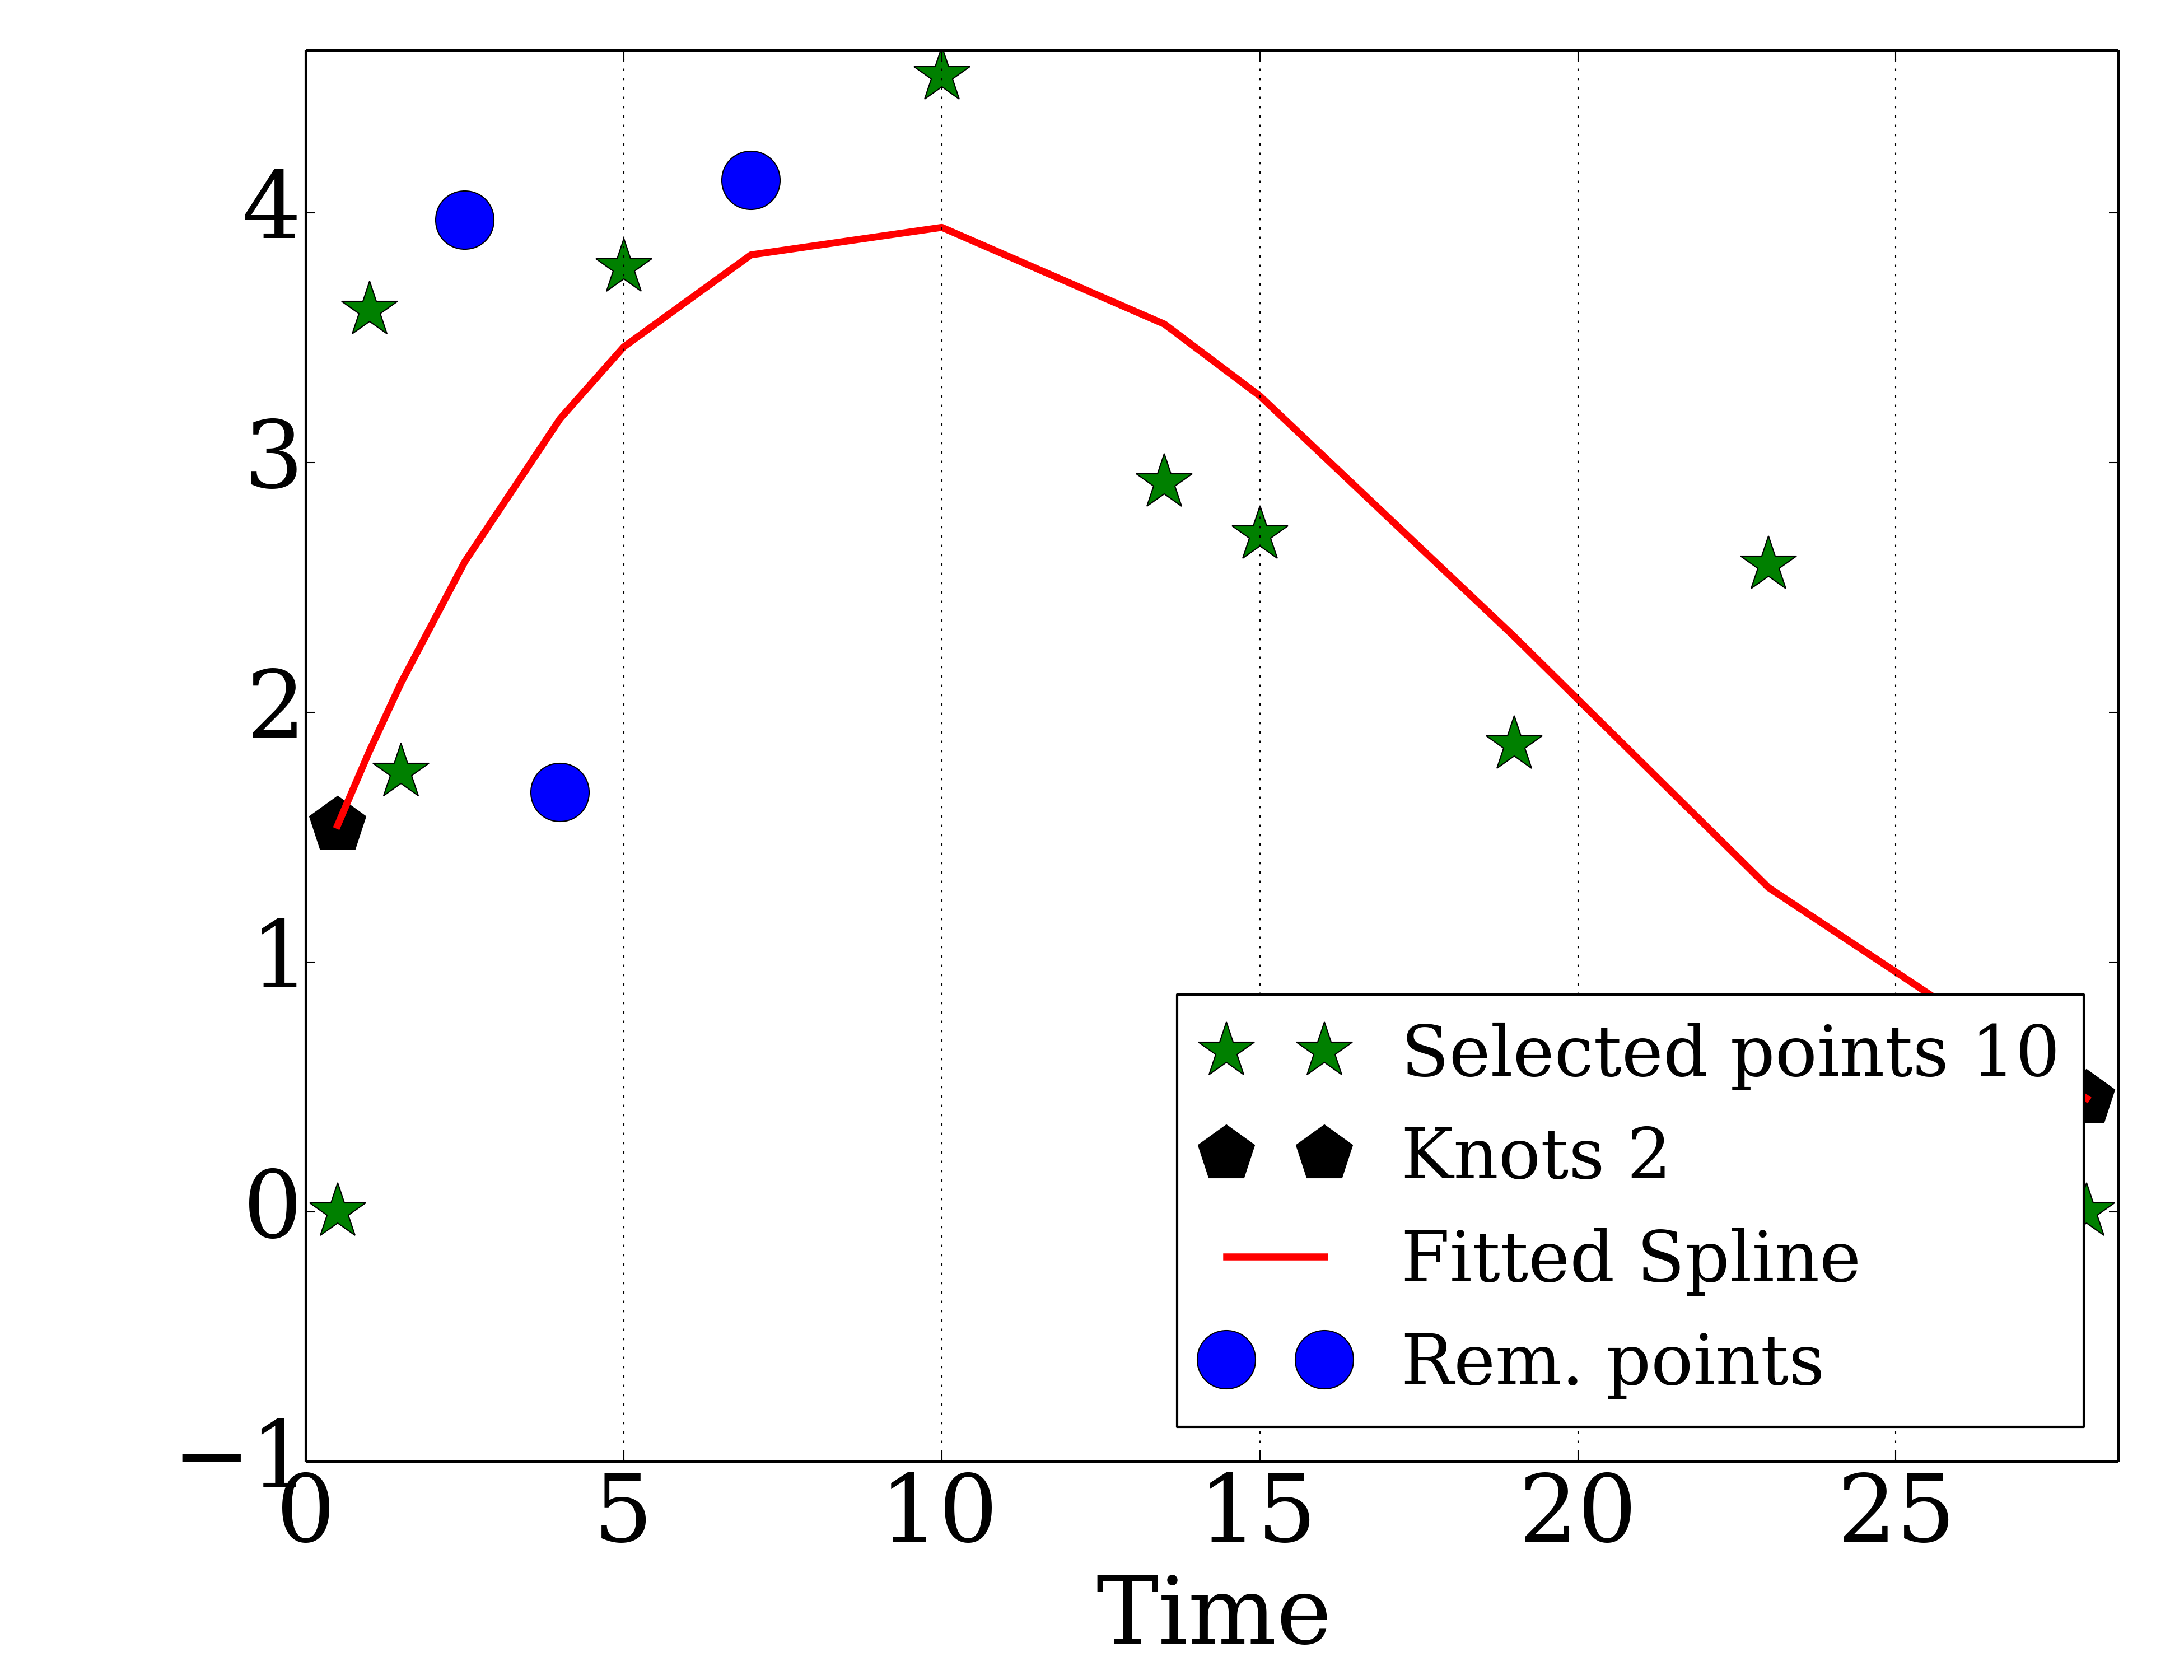 4
3
2
1
0
−1
0 5 10 15 20 25
Time
Selected points 10
Knots 2
Fitted Spline
Rem. points